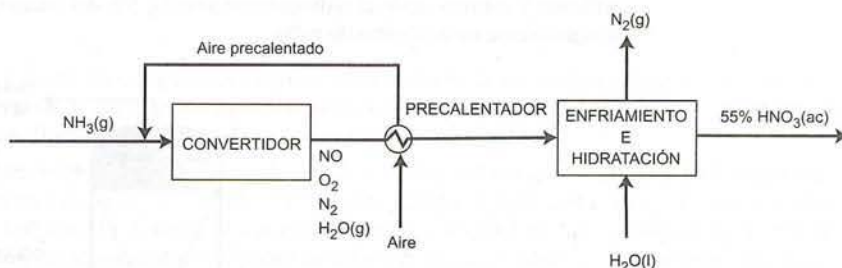 N2(g)
Aire precalentado
NH3(g)
CONVERTIDOR
PRECALENTADOR
ENFRIAMIENTO
E
HIDRATACIÓN
55% HNO3(ac)
NO
O2
N2
H2O(g)
Aire
H2O(l)